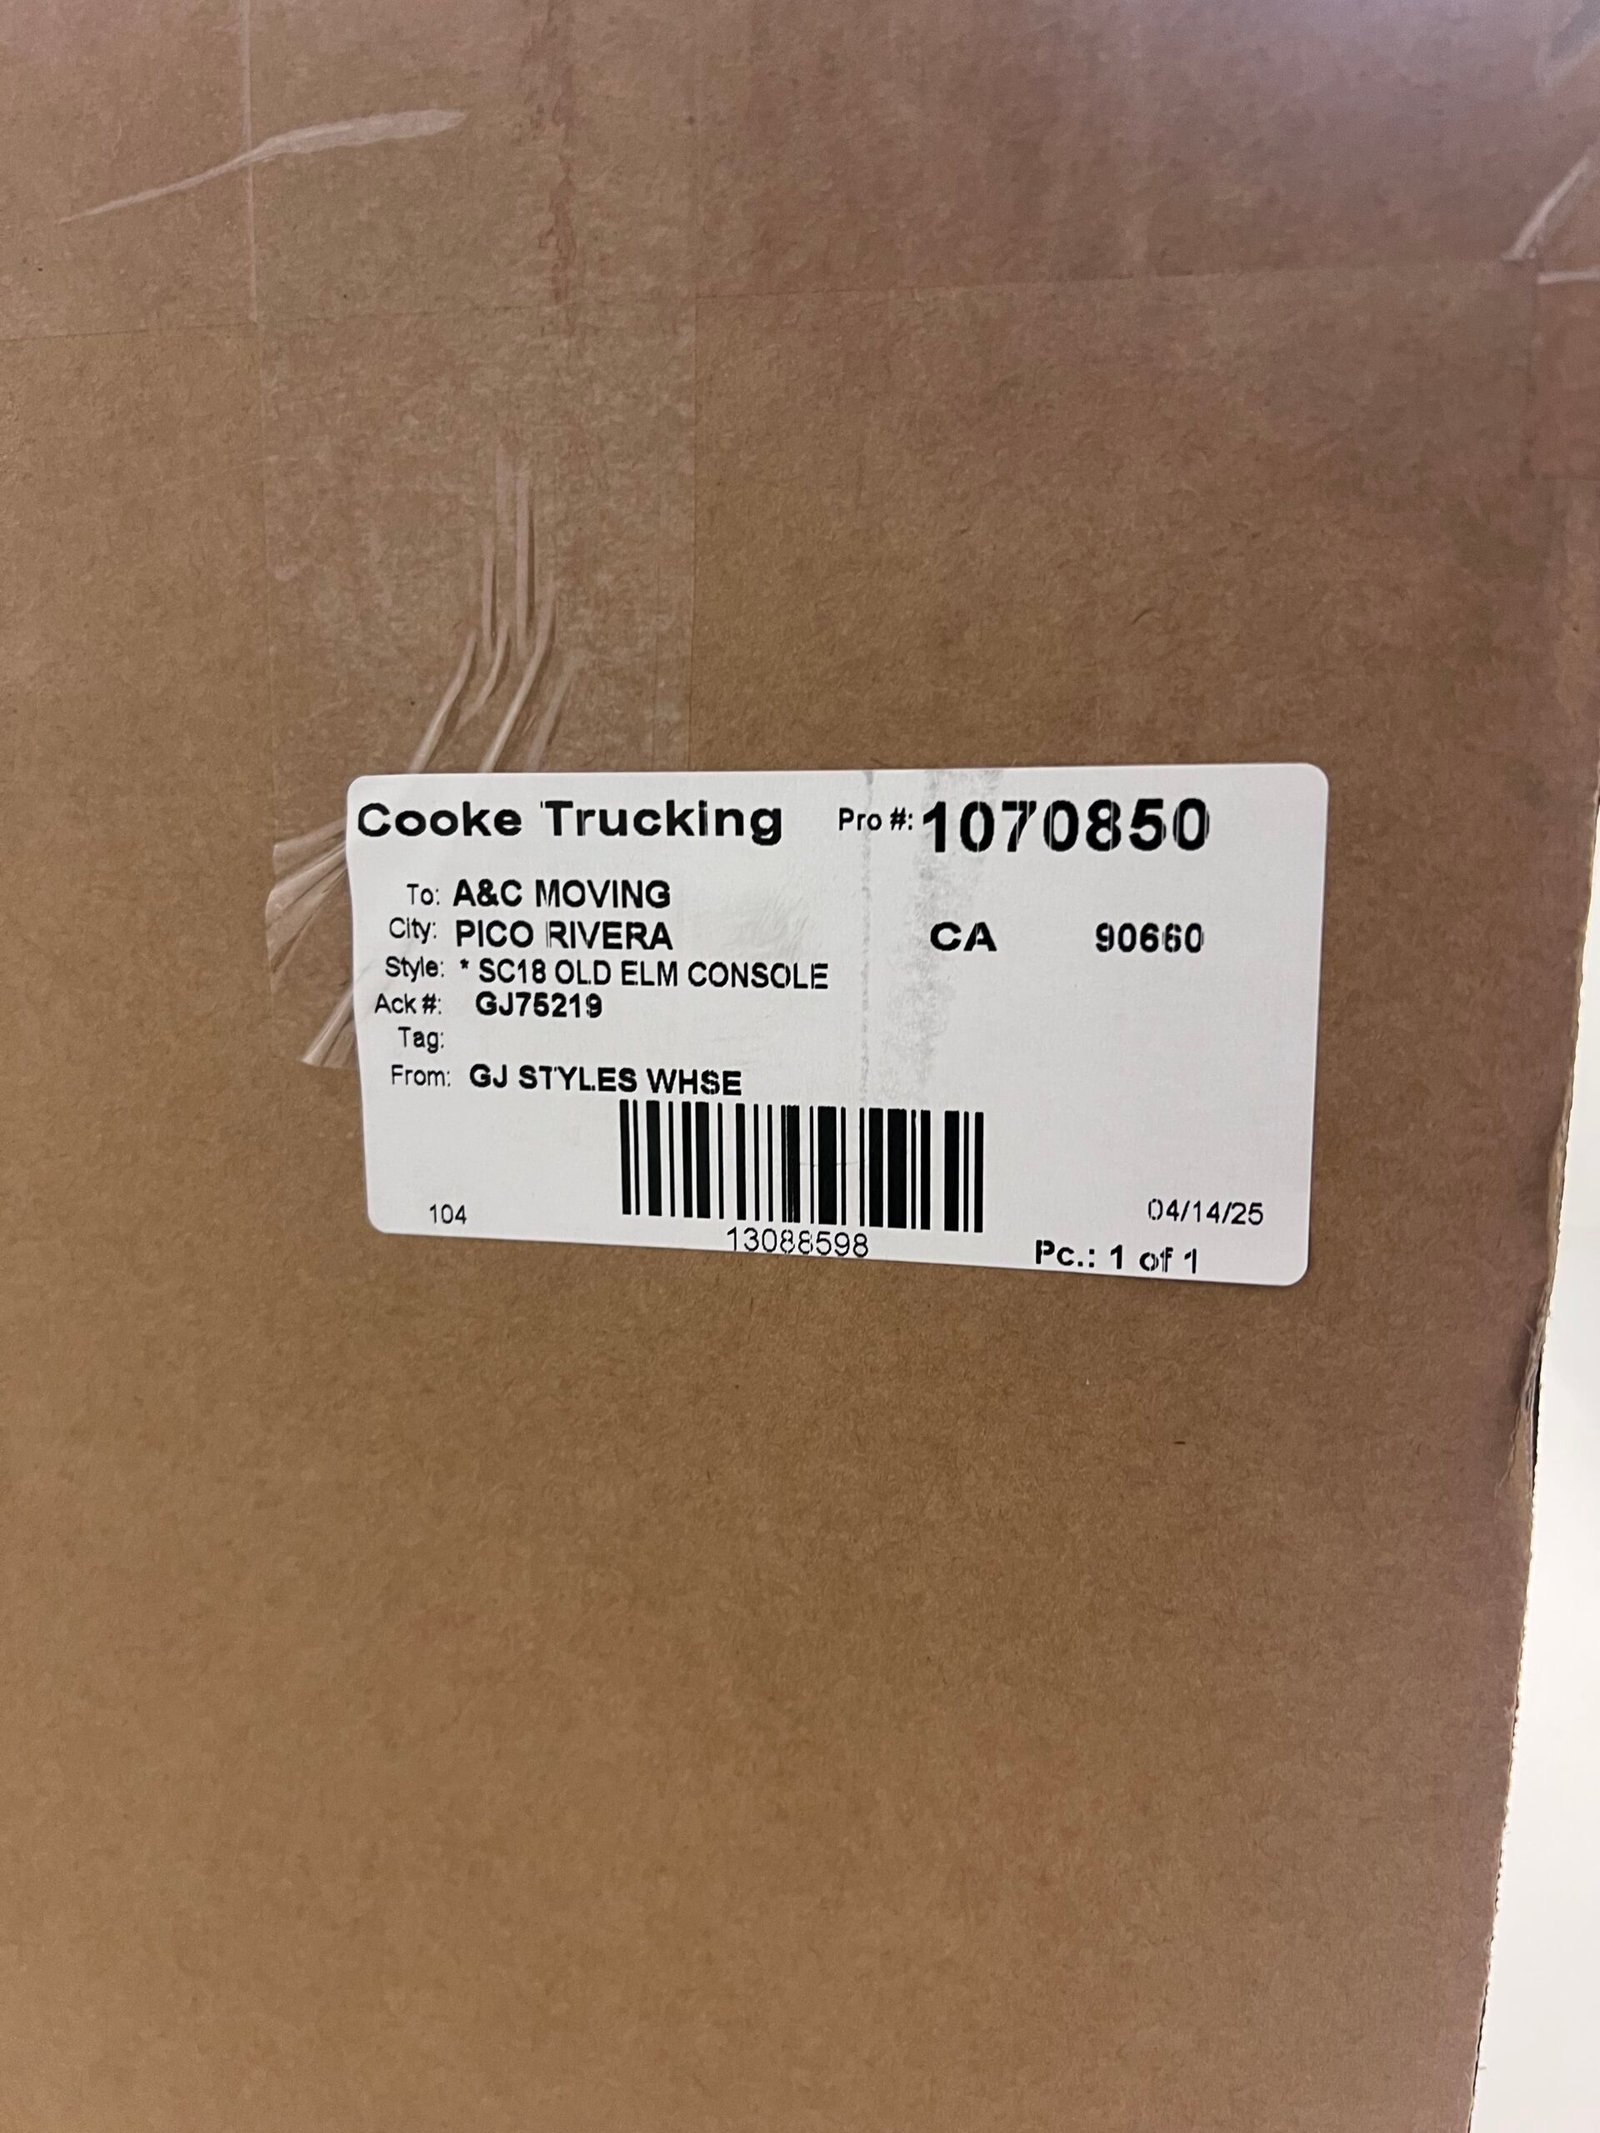 Cooke Trucking Pro #: 1070850
To: A&C MOVING
City: PICO RIVERA CA 90660
Style: * SC18 OLD ELM CONSOLE
Ack #: GJ75219
Tag:
From: GJ STYLES WHSE
104 04/14/25
13088598
Pc.: 1 of 1